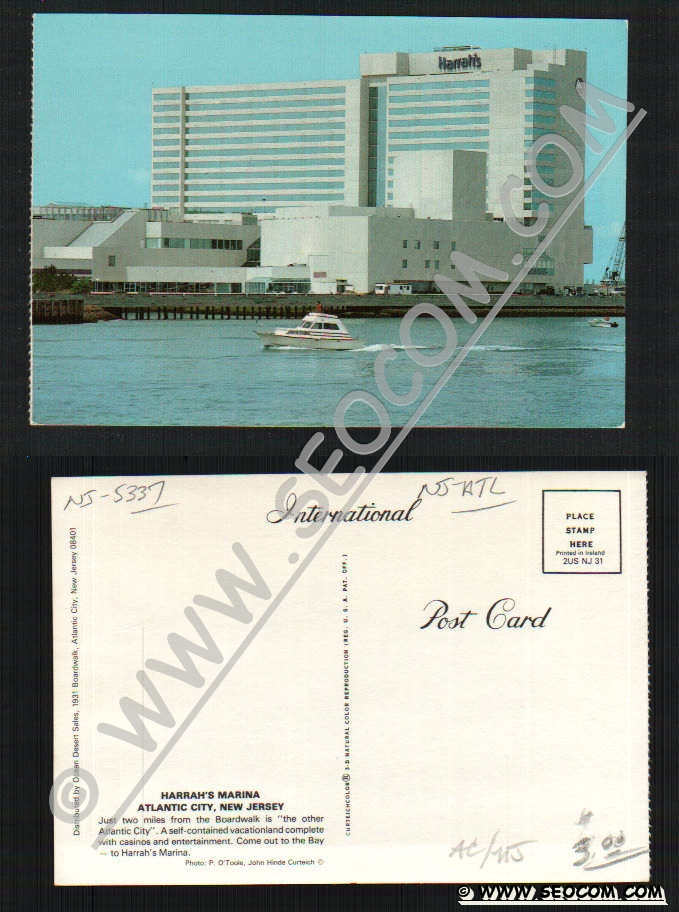 Harrah's
© WWW.SEOCOM.COM
NJ-5337
NJ-ATL
International
PLACE
STAMP
HERE
Printed in Ireland
2US NJ 31
Post Card
Distributed by Ocean Desert Sales, 1931 Boardwalk, Atlantic City, New Jersey 08401
CURTEICHCOLOR® 3-D NATURAL COLOR REPRODUCTION (REG. U. S. A. PAT. OFF.)
HARRAH'S MARINA
ATLANTIC CITY, NEW JERSEY
Just two miles from the Boardwalk is "the other
Atlantic City". A self-contained vacationland complete
with casinos and entertainment. Come out to the Bay
— to Harrah's Marina.
Photo: P. O'Toole, John Hinde Curteich ©
AC/NJ
# 3.00
© WWW.SEOCOM.COM